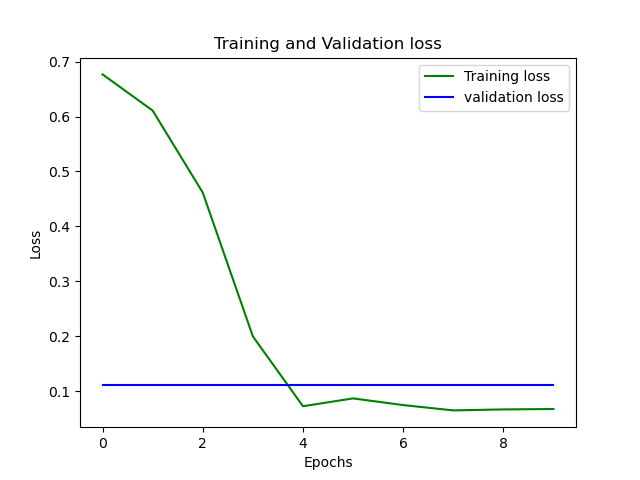 Training and Validation loss
Training loss
validation loss
0.7
0.6
0.5
0.4
0.3
0.2
0.1
Loss
0 2 4 6 8
Epochs